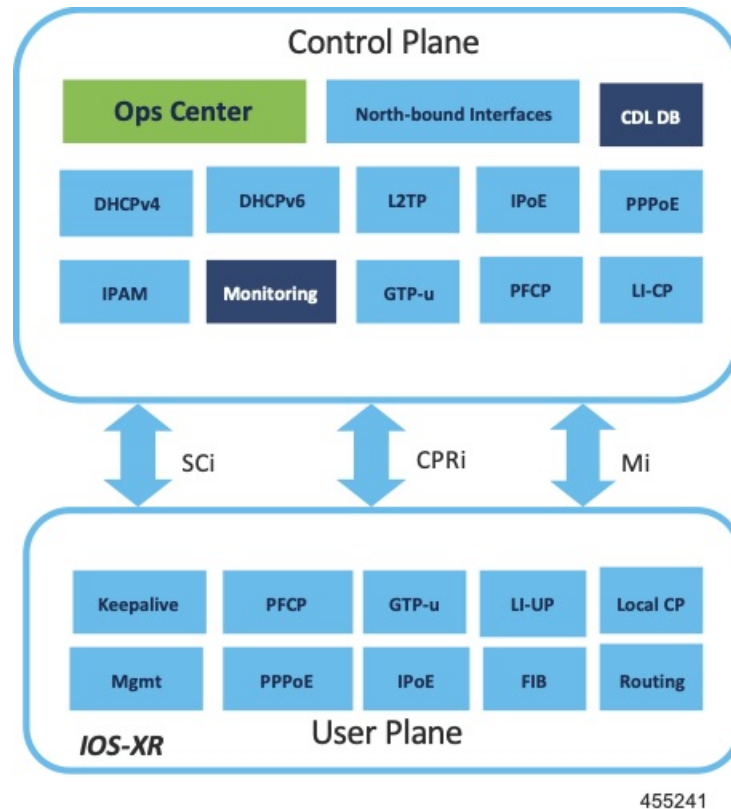 Control Plane
Ops Center
North-bound Interfaces
CDL DB
DHCPv4
DHCPv6
L2TP
IPoE
PPPoE
IPAM
Monitoring
GTP-u
PFCP
LI-CP
SCi
CPRi
Mi
Keepalive
PFCP
GTP-u
LI-UP
Local CP
Mgmt
PPPoE
IPoE
FIB
Routing
IOS-XR
User Plane
455241